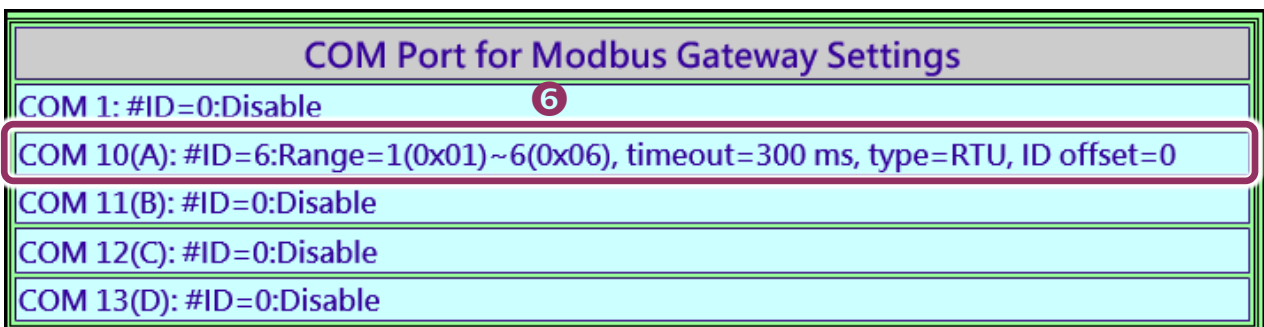 COM Port for Modbus Gateway Settings
6
COM 1: #ID=0:Disable
COM 10(A): #ID=6:Range=1(0x01)~6(0x06), timeout=300 ms, type=RTU, ID offset=0
COM 11(B): #ID=0:Disable
COM 12(C): #ID=0:Disable
COM 13(D): #ID=0:Disable